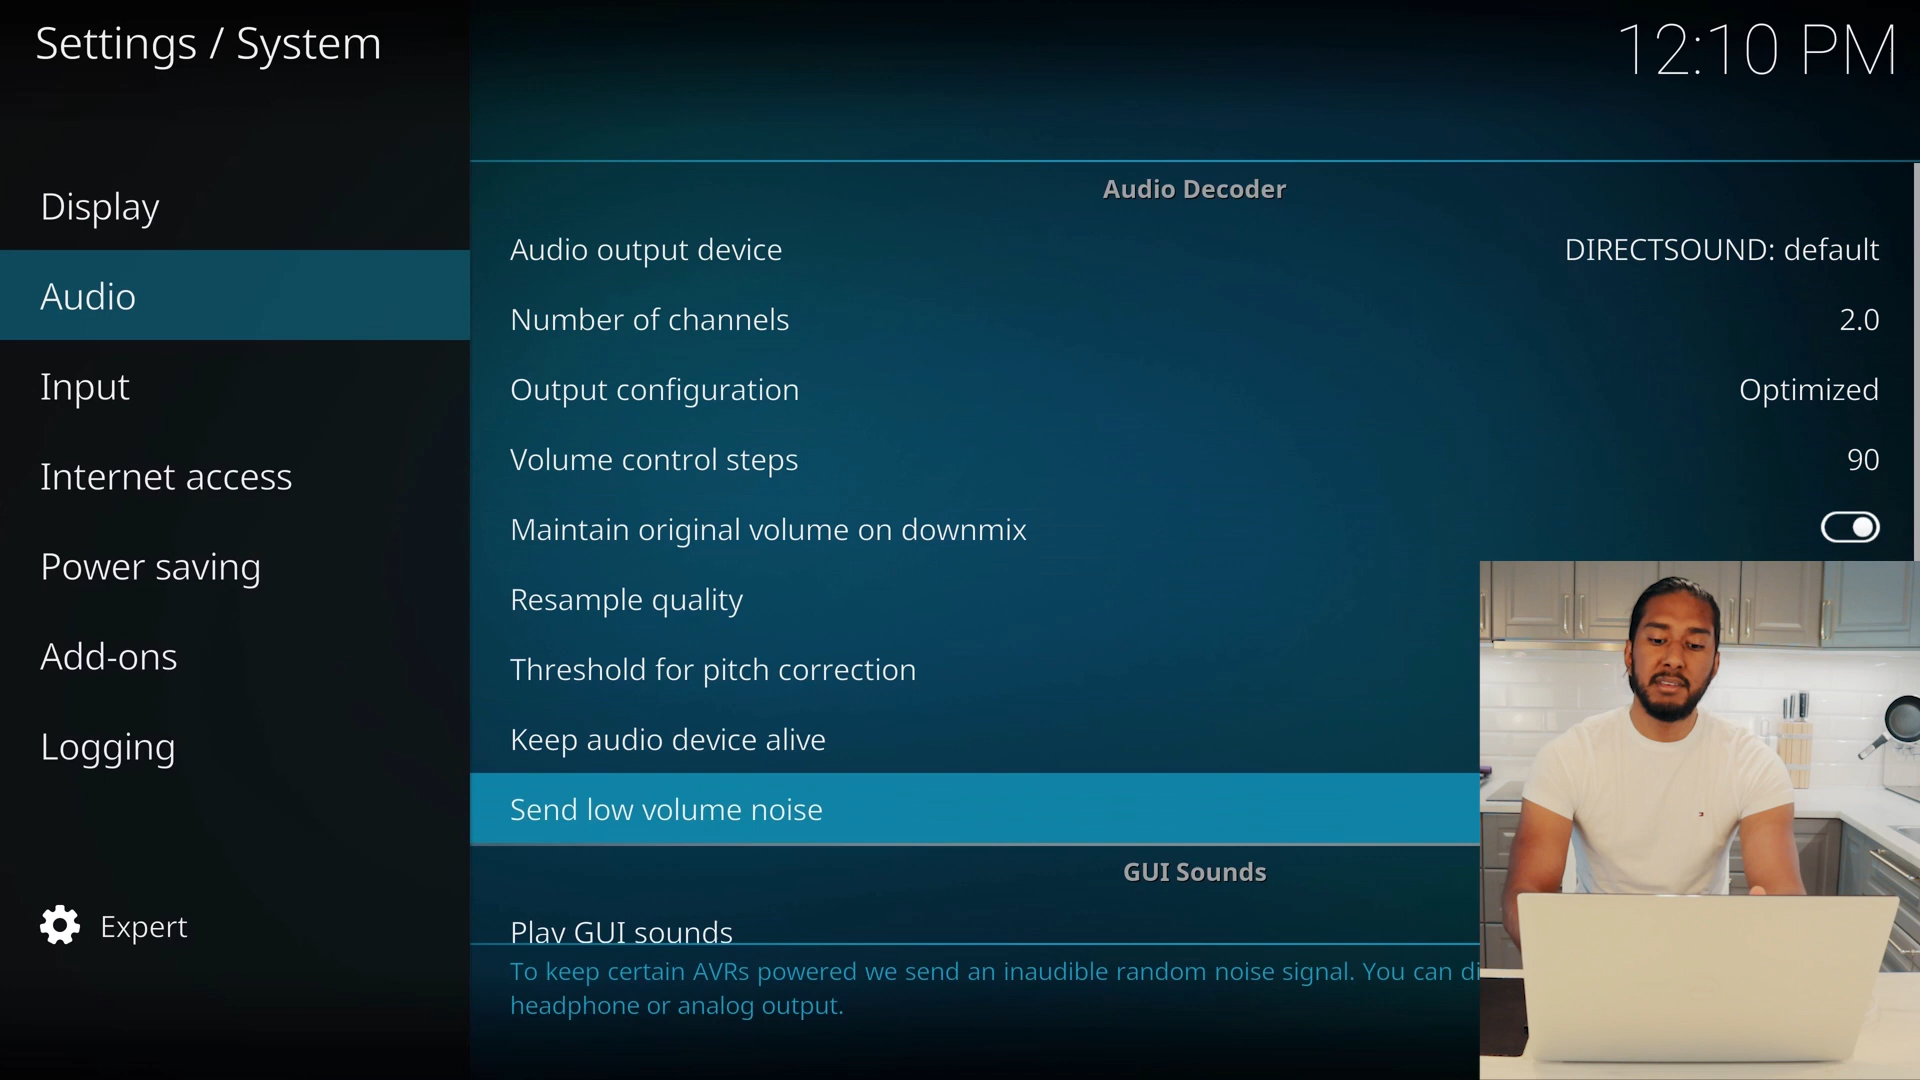 Settings / System
12:10 PM
Display
Audio
Input
Internet access
Power saving
Add-ons
Logging
Expert
Audio Decoder
Audio output device DIRECTSOUND: default
Number of channels 2.0
Output configuration Optimized
Volume control steps 90
Maintain original volume on downmix
Resample quality
Threshold for pitch correction
Keep audio device alive
Send low volume noise
GUI Sounds
Play GUI sounds
To keep certain AVRs powered we send an inaudible random noise signal. You can di
headphone or analog output.